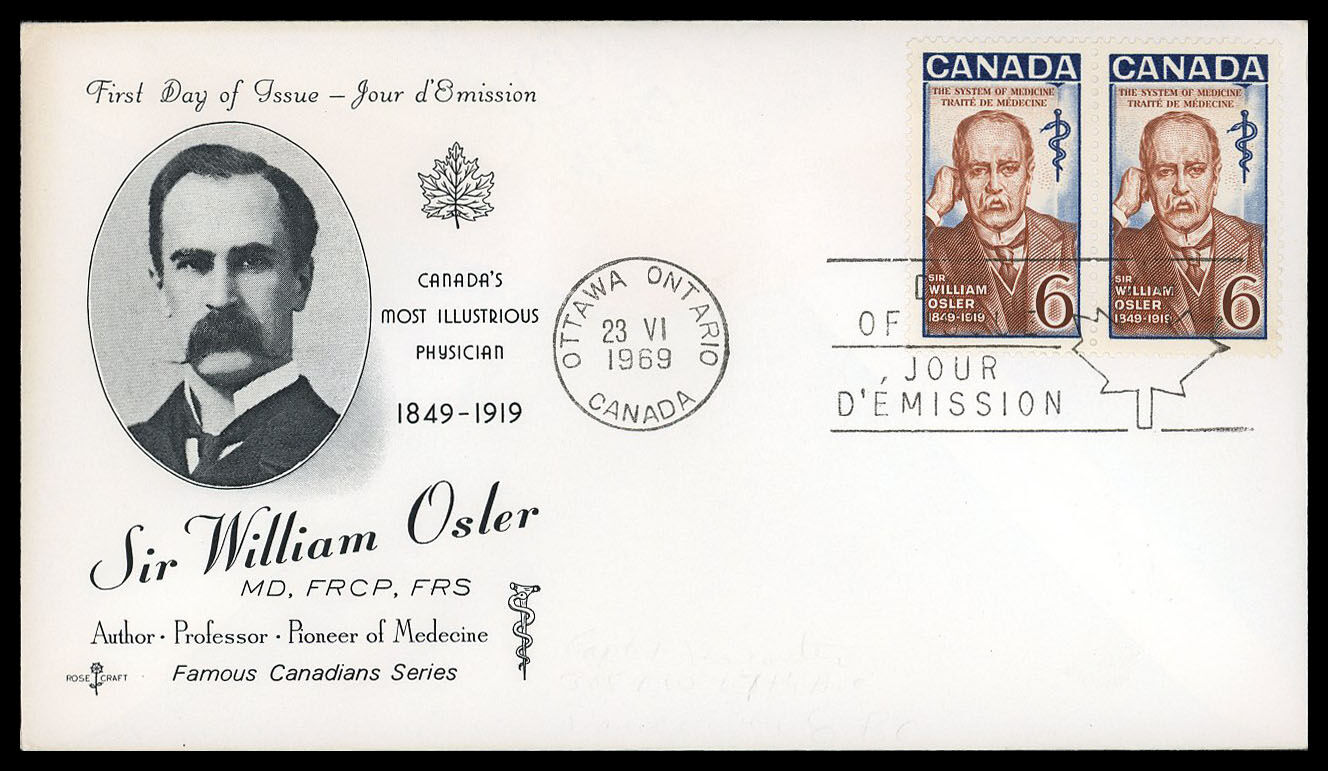 First Day of Issue – Jour d'Emission
CANADA'S
MOST ILLUSTRIOUS
PHYSICIAN
1849-1919
Sir William Osler
MD, FRCP, FRS
Author · Professor · Pioneer of Medecine
Famous Canadians Series
ROSE CRAFT
OTTAWA ONTARIO
23 VI
1969
CANADA
CANADA
THE SYSTEM OF MEDICINE
TRAITÉ DE MÉDECINE
SIR
WILLIAM
OSLER
1849-1919
6
CANADA
THE SYSTEM OF MEDICINE
TRAITÉ DE MÉDECINE
SIR
WILLIAM
OSLER
1849-1919
6
OF
JOUR
D'ÉMISSION